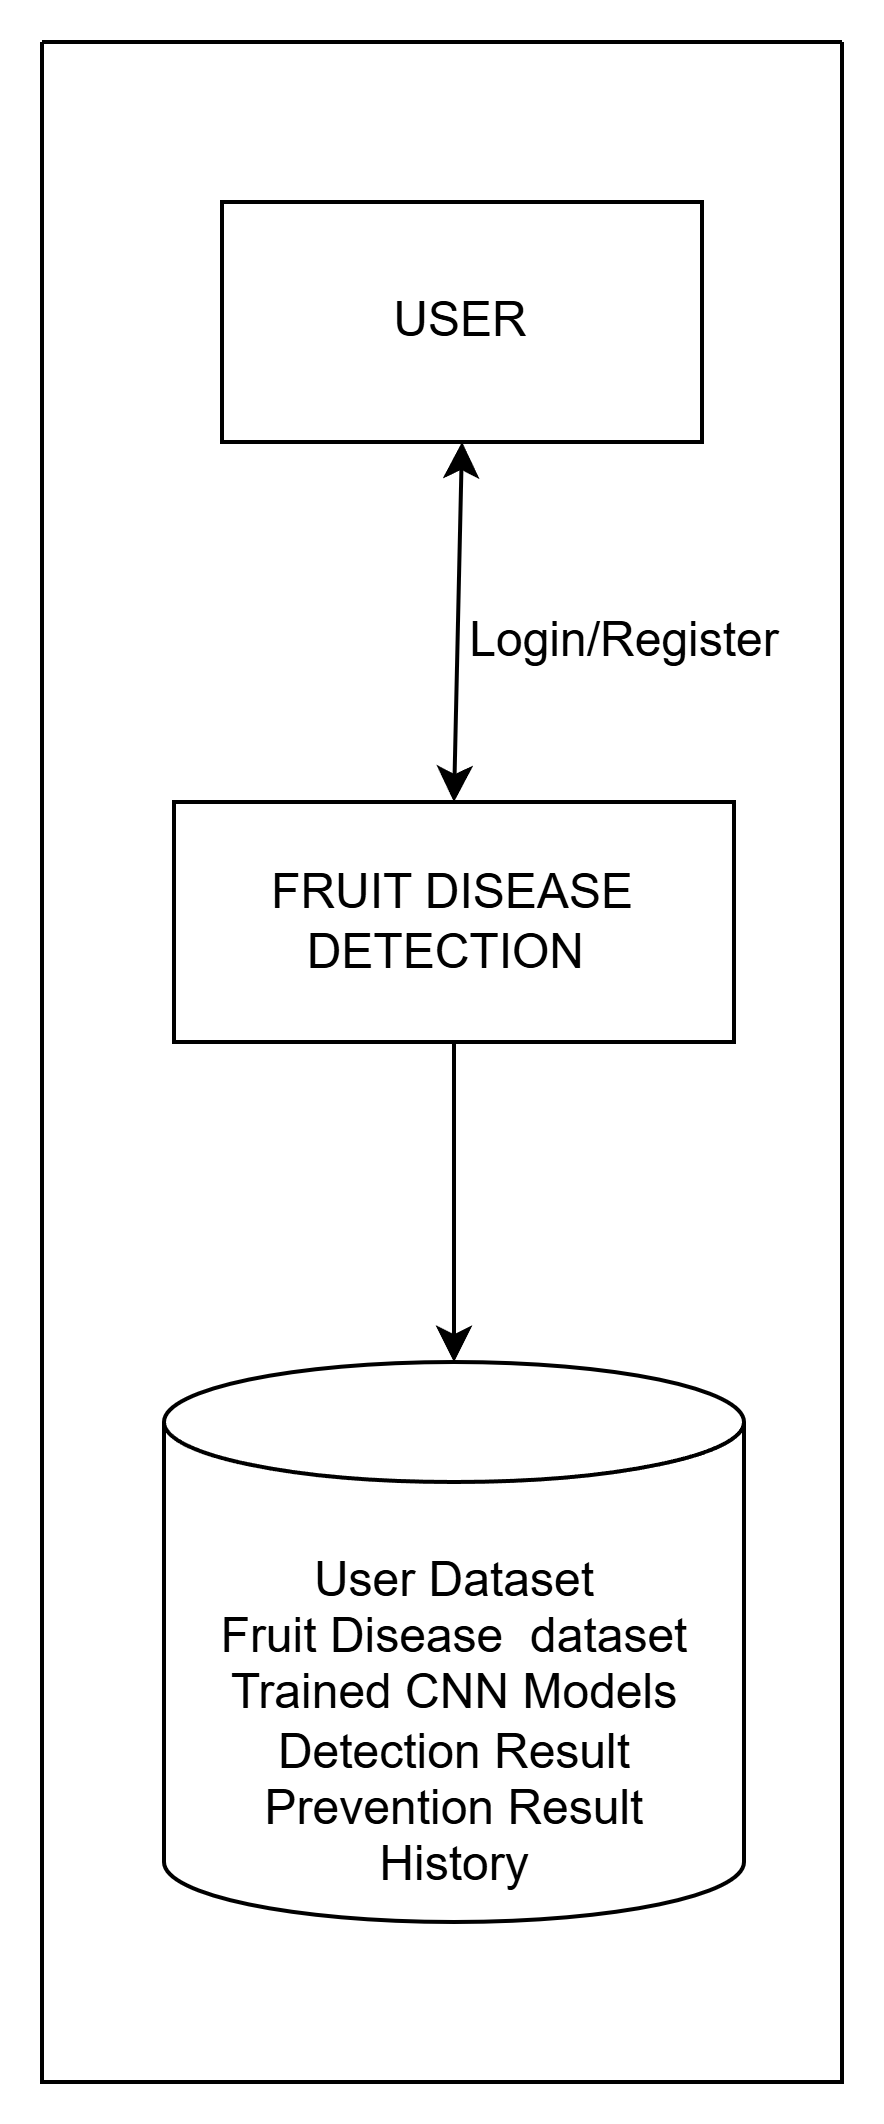 USER
Login/Register
FRUIT DISEASE
DETECTION
User Dataset
Fruit Disease  dataset
Trained CNN Models
Detection Result
Prevention Result
History